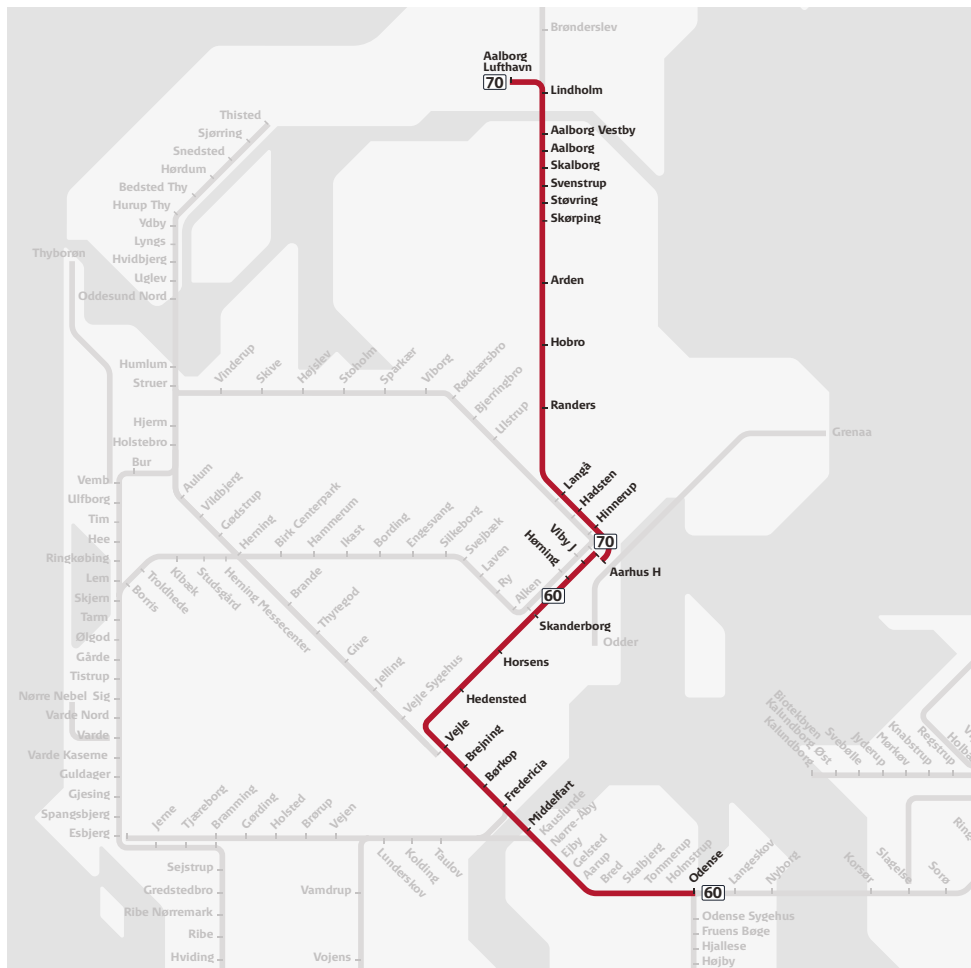 Brønderslev
Aalborg
Lufthavn
70
Lindholm
Thisted
Sjørring
Snedsted
Hørdum
Bedsted Thy
Hurup Thy
Ydby
Lyngs
Hvidbjerg
Uglev
Oddesund Nord
Thyborøn
Aalborg Vestby
Aalborg
Skalborg
Svenstrup
Støvring
Skørping
Arden
Hobro
Randers
Humlum
Struer
Vinderup
Skive
Højslev
Stoholm
Sparkær
Viborg
Rødkærsbro
Bjerringbro
Ulstrup
Hjerm
Holstebro
Bur
Grenaa
Langå
Hadsten
Hinnerup
Vemb
Ulfborg
Tim
Hee
Ringkøbing
Lem
Skjern
Tarm
Ølgod
Gårde
Tistrup
Nørre Nebel Sig
Varde Nord
Varde
Varde Kaserne
Guldager
Gjesing
Spangsbjerg
Esbjerg
Aulum
Vildbjerg
Gødstrup
Herning
Birk Centerpark
Hammerum
Ikast
Bording
Engesvang
Silkeborg
Svejbæk
Laven
Ry
Alken
Viby J
Hørning
70
Aarhus H
60
Skanderborg
Odder
Borris
Troldhede
Kibæk
Studsgård
Herning Messecenter
Brande
Thyregod
Give
Jelling
Vejle Sygehus
Horsens
Hedensted
Vejle
Brejning
Børkop
Fredericia
Middelfart
Kauslunde
Nørre-Åby
Ejby
Gelsted
Aarup
Bred
Skalbjerg
Tommerup
Holmstrup
Odense
60
Langeskov
Nyborg
Korsør
Slagelse
Sorø
Ring
Biotekbyen
Kalundborg Øst
Kalundborg
Svebølle
Jyderup
Mørkøv
Knabstrup
Regstrup
Holbæ
Jerne
Tjæreborg
Bramming
Gørding
Holsted
Brørup
Vejen
Lunderskov
Kolding
Taulov
Sejstrup
Gredstedbro
Ribe Nørremark
Ribe
Hviding
Vamdrup
Vojens
Odense Sygehus
Fruens Bøge
Hjallese
Højby